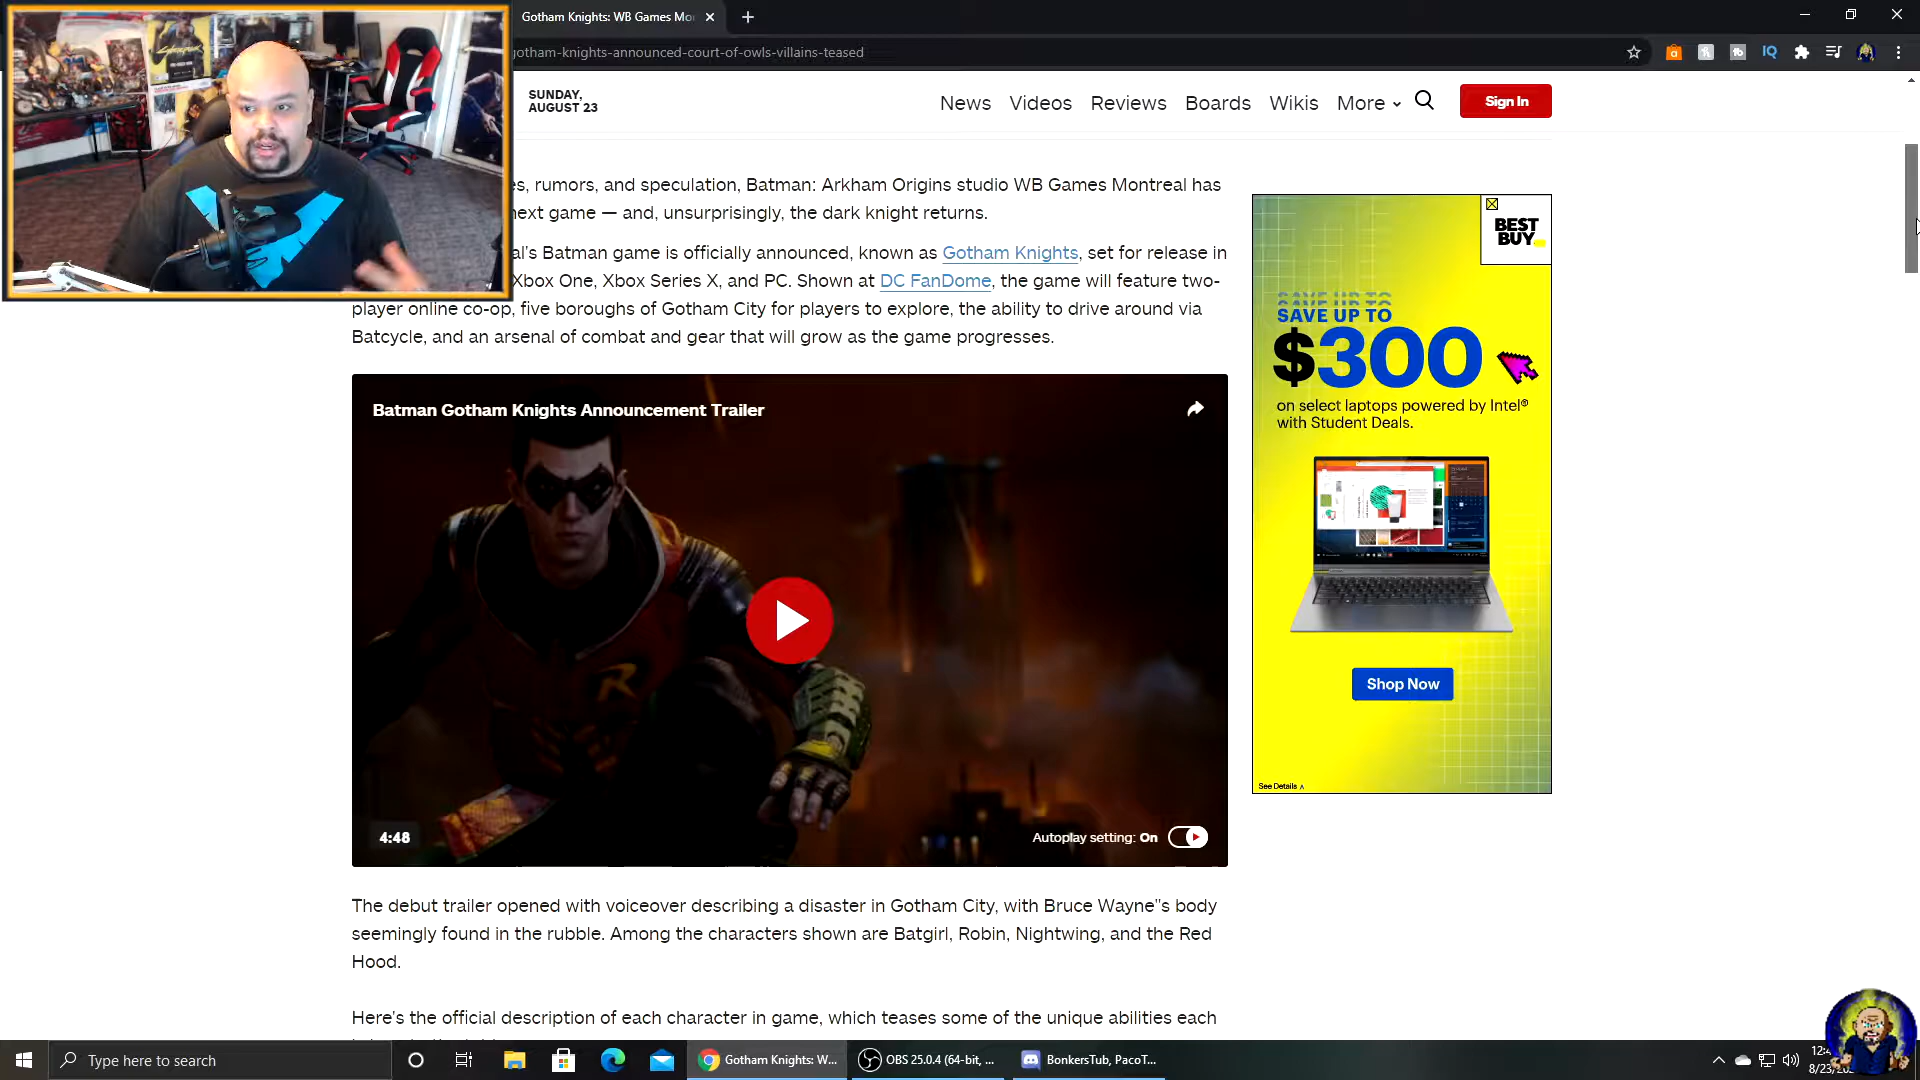 Gotham Knights: WB Games Mo
gotham-knights-announced-court-of-owls-villains-teased
SUNDAY,
AUGUST 23
News Videos Reviews Boards Wikis More Sign In
es, rumors, and speculation, Batman: Arkham Origins studio WB Games Montreal has
next game — and, unsurprisingly, the dark knight returns.
al's Batman game is officially announced, known as Gotham Knights, set for release in
Xbox One, Xbox Series X, and PC. Shown at DC FanDome, the game will feature two-
player online co-op, five boroughs of Gotham City for players to explore, the ability to drive around via
Batcycle, and an arsenal of combat and gear that will grow as the game progresses.
Batman Gotham Knights Announcement Trailer
R
4:48
Autoplay setting: On
BEST
BUY
SAVE UP TO
SAVE UP TO
$300
on select laptops powered by Intel®
with Student Deals.
Shop Now
See Details
The debut trailer opened with voiceover describing a disaster in Gotham City, with Bruce Wayne"s body
seemingly found in the rubble. Among the characters shown are Batgirl, Robin, Nightwing, and the Red
Hood.
Here's the official description of each character in game, which teases some of the unique abilities each
Type here to search
Gotham Knights: W...
OBS 25.0.4 (64-bit, ...
BonkersTub, PacoT...